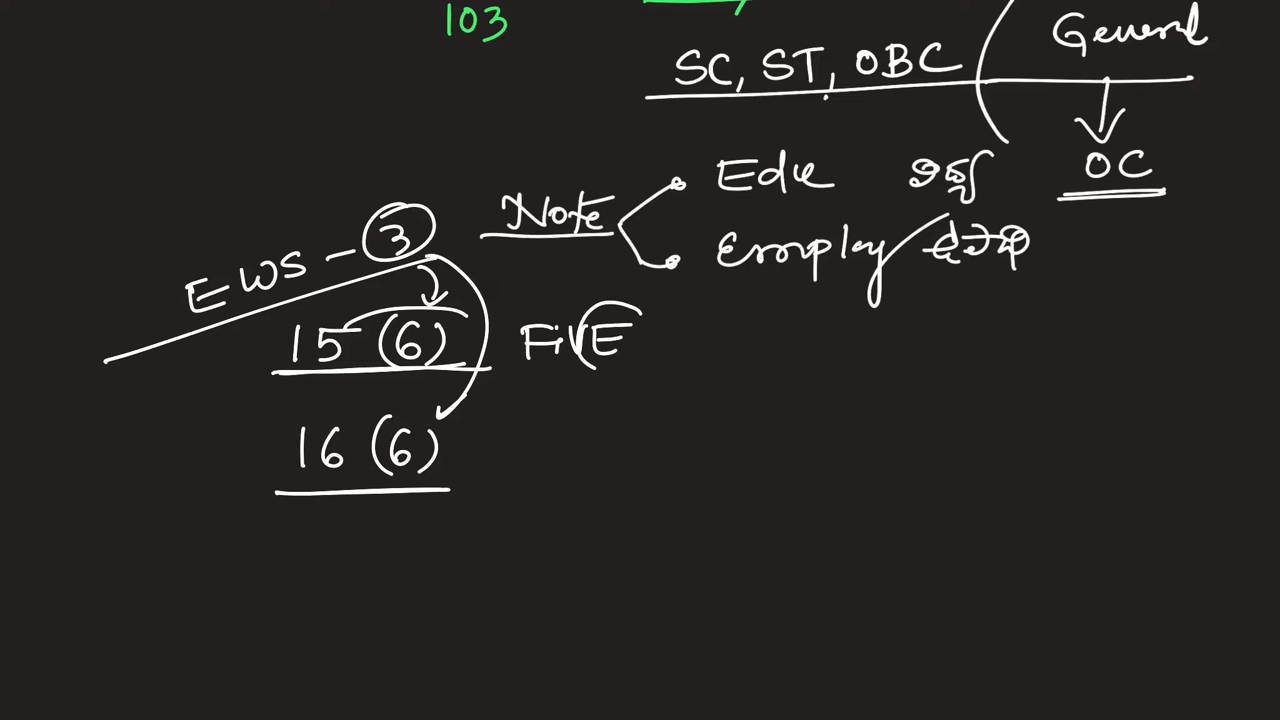 103
General
SC, ST, OBC
OC
Edu విద్య
Note
Employ
EWS - 3
15 (6) FiVE
16 (6)